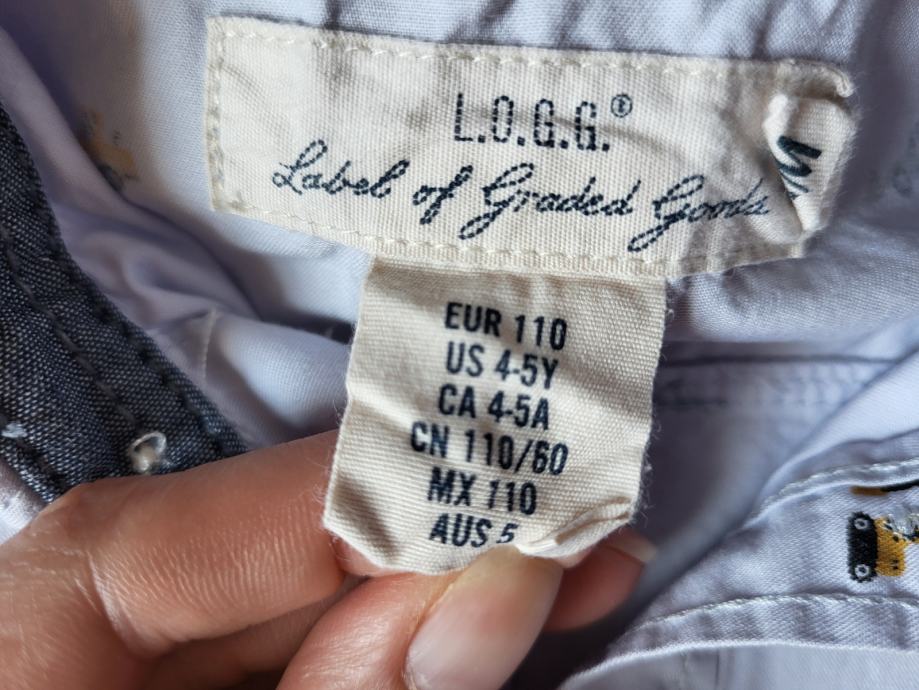 L.O.G.G.®
Label of Graded Goods
EUR 110
US 4-5Y
CA 4-5A
CN 110/60
MX 110
AUS 5